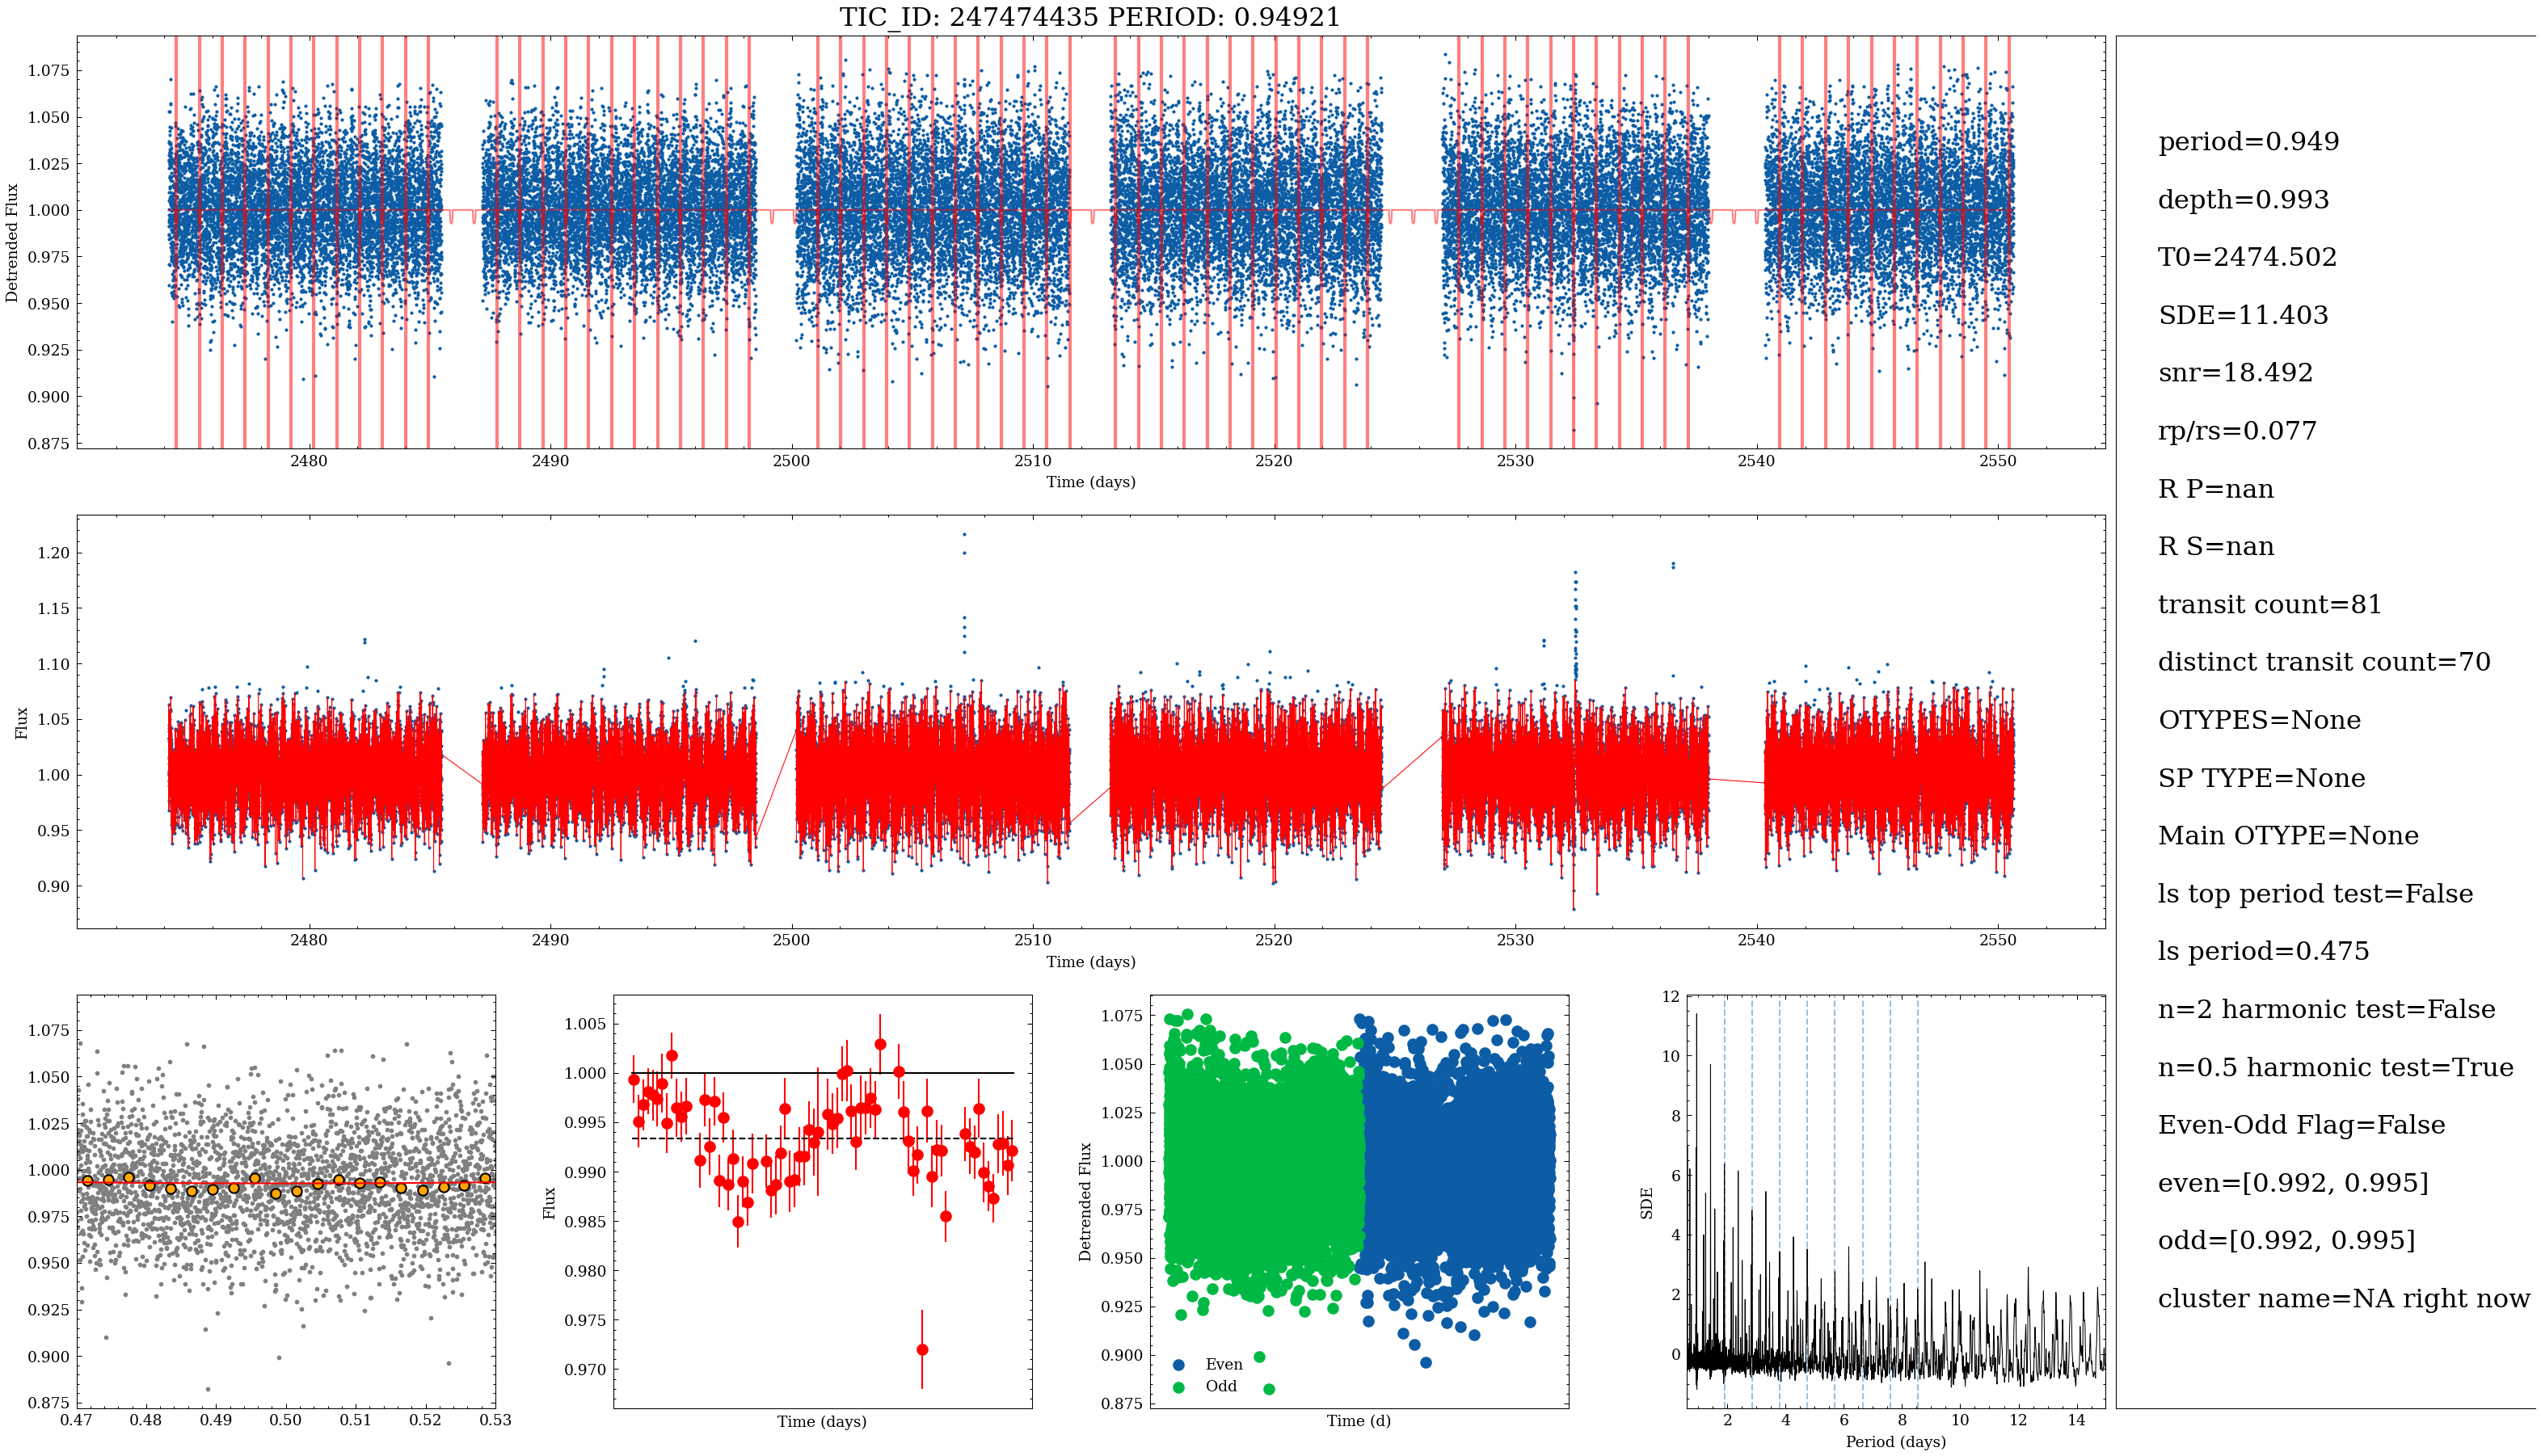 TIC_ID: 247474435 PERIOD: 0.94921
1.075
1.050
1.025
1.000
0.975
0.950
0.925
0.900
0.875
Detrended Flux
2480 2490 2500 2510 2520 2530 2540 2550
Time (days)
1.20
1.15
1.10
1.05
1.00
0.95
0.90
Flux
2480 2490 2500 2510 2520 2530 2540 2550
Time (days)
1.075
1.050
1.025
1.000
0.975
0.950
0.925
0.900
0.875
0.47 0.48 0.49 0.50 0.51 0.52 0.53
1.005
1.000
0.995
0.990
0.985
0.980
0.975
0.970
Flux
Time (days)
1.075
1.050
1.025
1.000
0.975
0.950
0.925
0.900
0.875
Detrended Flux
Even
Odd
Time (d)
12
10
8
6
4
2
0
SDE
2 4 6 8 10 12 14
Period (days)
period=0.949
depth=0.993
T0=2474.502
SDE=11.403
snr=18.492
rp/rs=0.077
R P=nan
R S=nan
transit count=81
distinct transit count=70
OTYPES=None
SP TYPE=None
Main OTYPE=None
ls top period test=False
ls period=0.475
n=2 harmonic test=False
n=0.5 harmonic test=True
Even-Odd Flag=False
even=[0.992, 0.995]
odd=[0.992, 0.995]
cluster name=NA right now